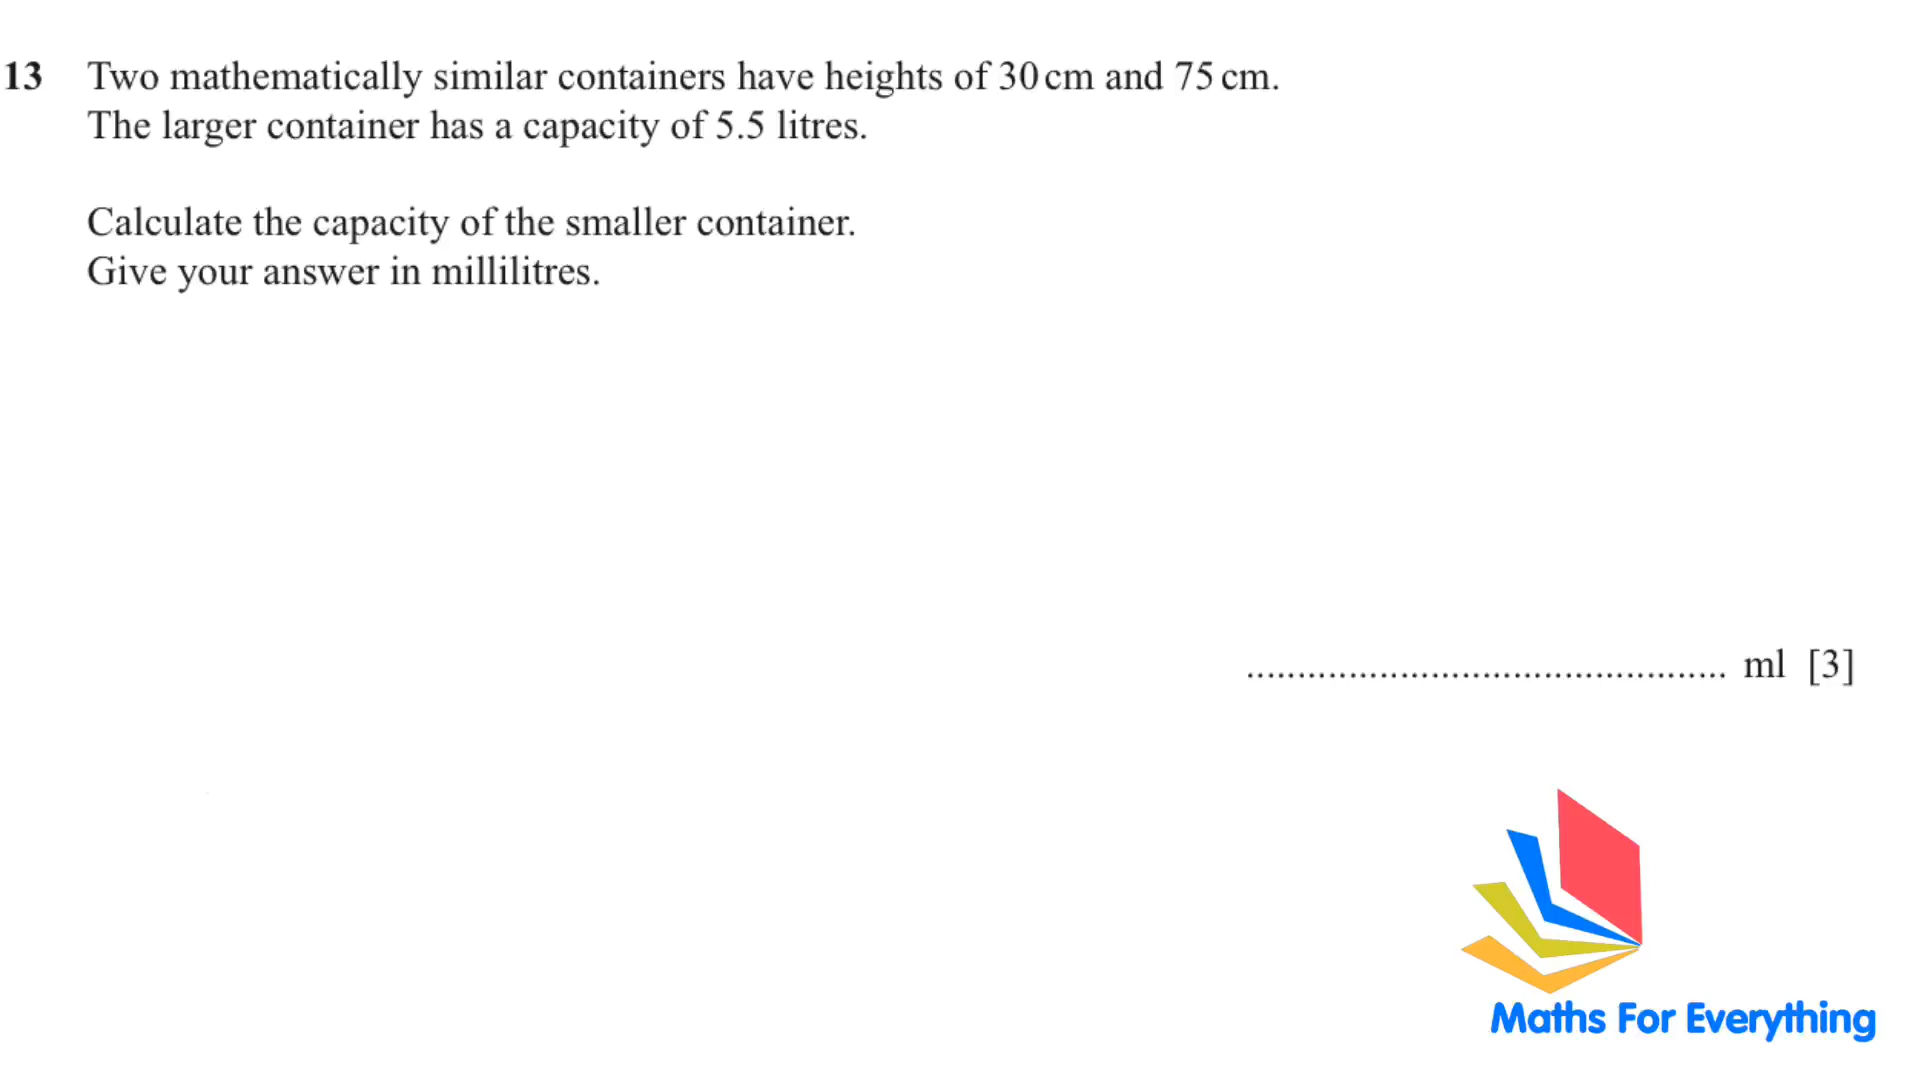 13 Two mathematically similar containers have heights of 30 cm and 75 cm.
The larger container has a capacity of 5.5 litres.
Calculate the capacity of the smaller container.
Give your answer in millilitres.
.............................................. ml [3]
Maths For Everything